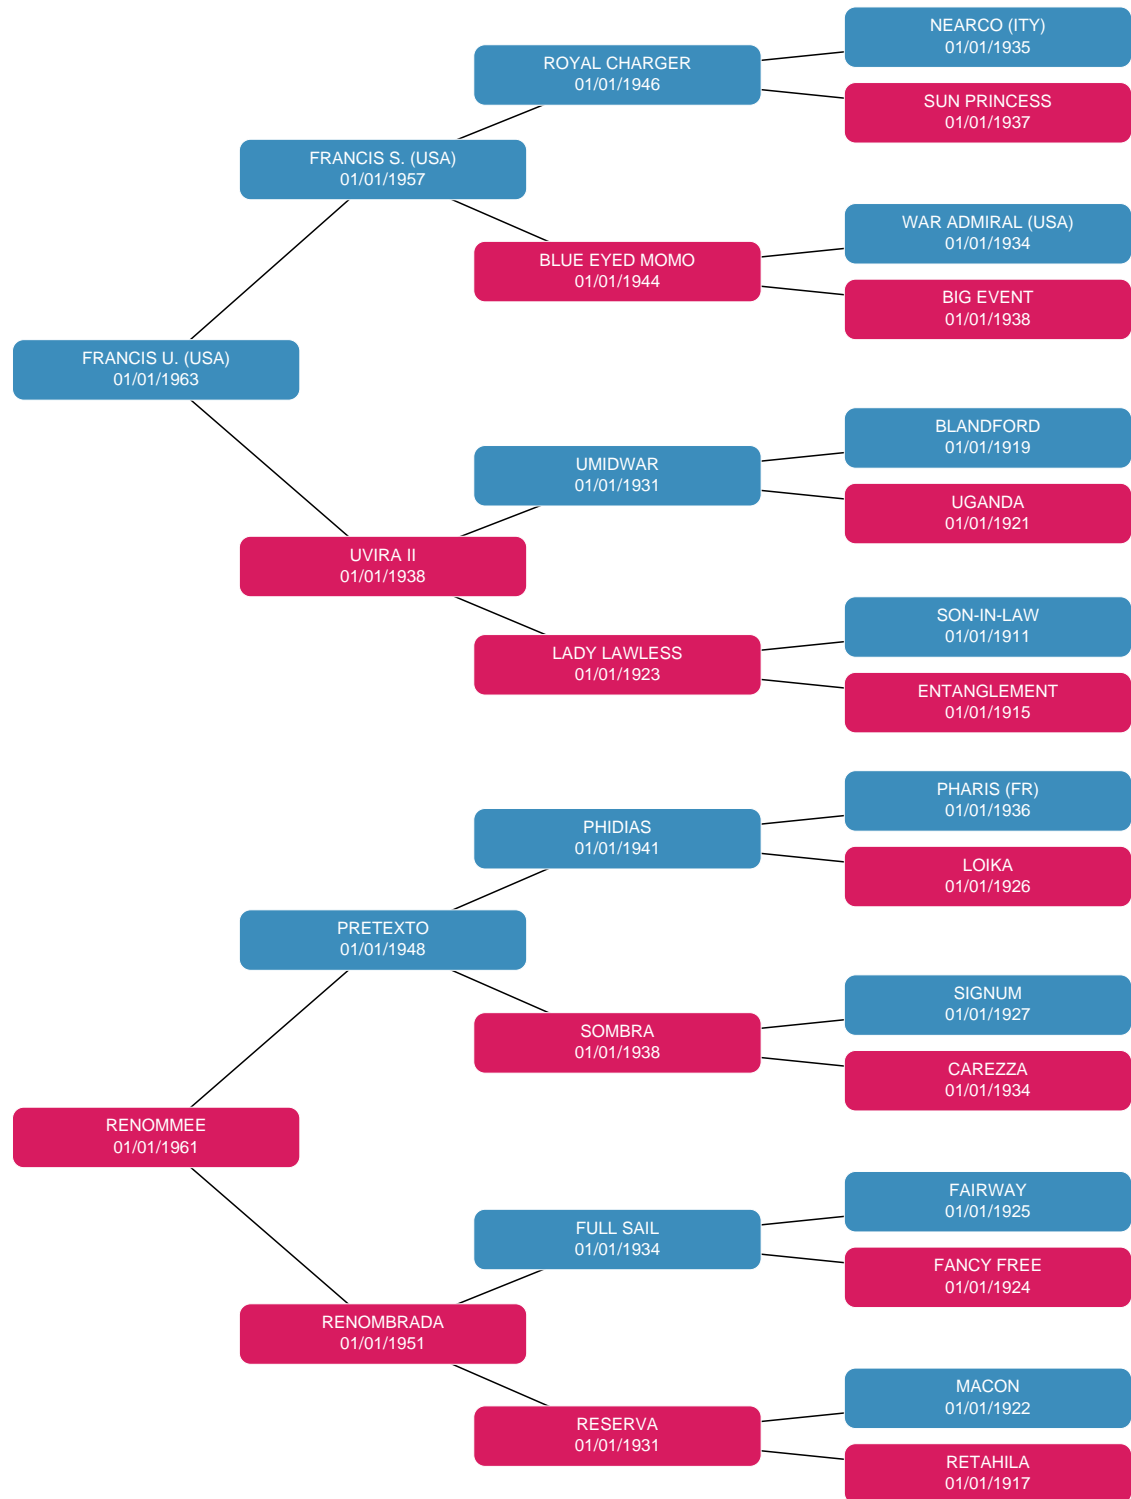 NEARCO (ITY)
01/01/1935
ROYAL CHARGER
01/01/1946
SUN PRINCESS
01/01/1937
FRANCIS S. (USA)
01/01/1957
WAR ADMIRAL (USA)
01/01/1934
BLUE EYED MOMO
01/01/1944
BIG EVENT
01/01/1938
FRANCIS U. (USA)
01/01/1963
BLANDFORD
01/01/1919
UMIDWAR
01/01/1931
UGANDA
01/01/1921
UVIRA II
01/01/1938
SON-IN-LAW
01/01/1911
LADY LAWLESS
01/01/1923
ENTANGLEMENT
01/01/1915
PHARIS (FR)
01/01/1936
PHIDIAS
01/01/1941
LOIKA
01/01/1926
PRETEXTO
01/01/1948
SIGNUM
01/01/1927
SOMBRA
01/01/1938
CAREZZA
01/01/1934
RENOMMEE
01/01/1961
FAIRWAY
01/01/1925
FULL SAIL
01/01/1934
FANCY FREE
01/01/1924
RENOMBRADA
01/01/1951
MACON
01/01/1922
RESERVA
01/01/1931
RETAHILA
01/01/1917